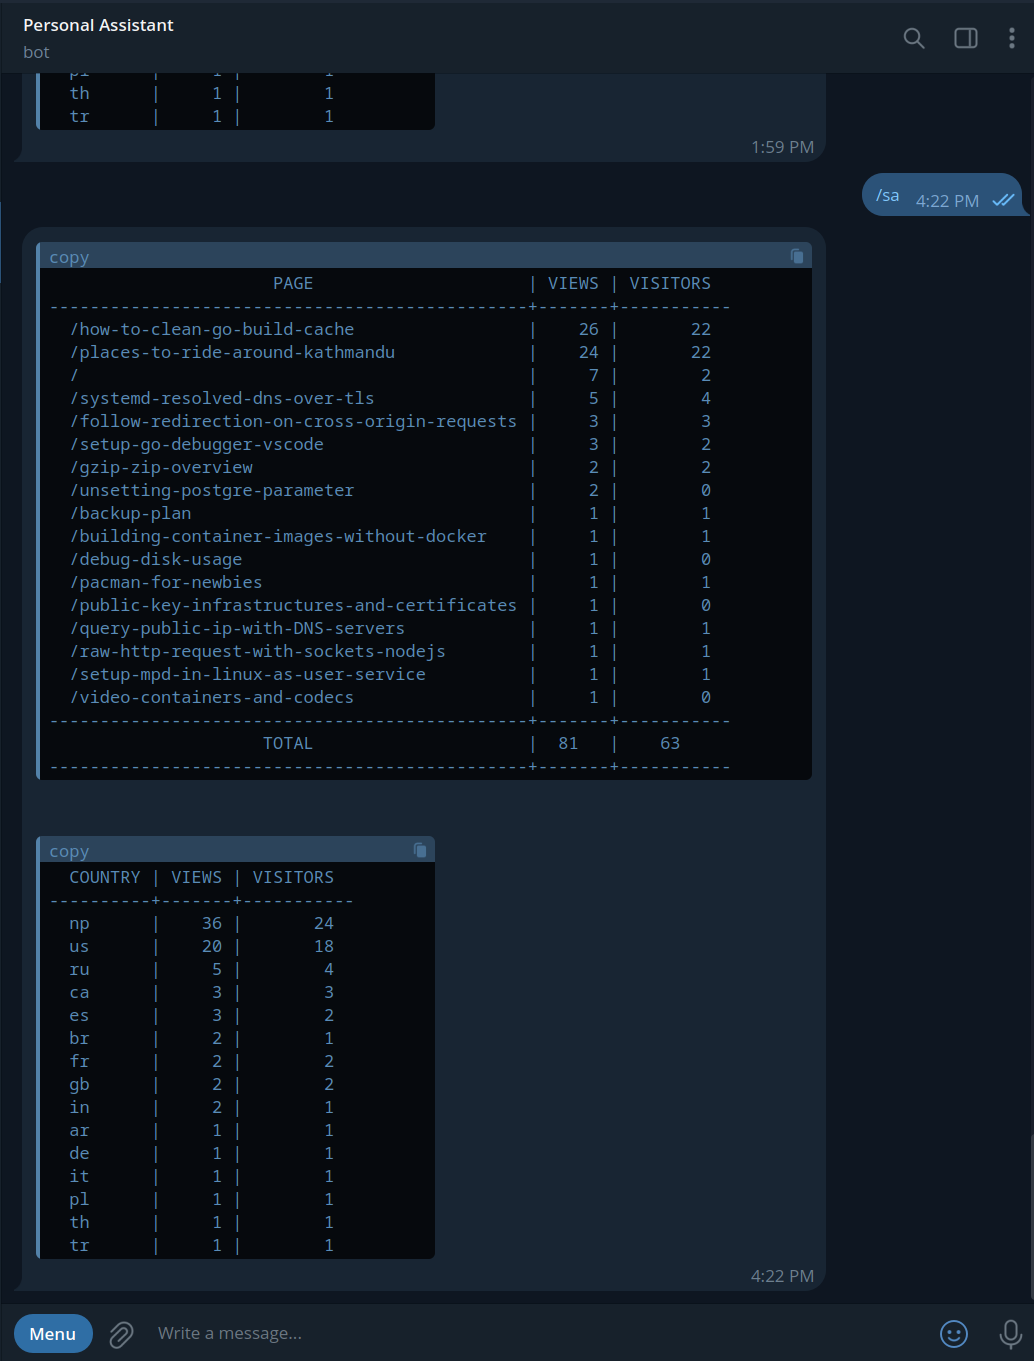 Personal Assistant
bot
th | 1 | 1
tr | 1 | 1
1:59 PM
/sa 4:22 PM
copy
PAGE | VIEWS | VISITORS
-----------------------------------------------+-------+-----------
/how-to-clean-go-build-cache | 26 | 22
/places-to-ride-around-kathmandu | 24 | 22
/ | 7 | 2
/systemd-resolved-dns-over-tls | 5 | 4
/follow-redirection-on-cross-origin-requests | 3 | 3
/setup-go-debugger-vscode | 3 | 2
/gzip-zip-overview | 2 | 2
/unsetting-postgre-parameter | 2 | 0
/backup-plan | 1 | 1
/building-container-images-without-docker | 1 | 1
/debug-disk-usage | 1 | 0
/pacman-for-newbies | 1 | 1
/public-key-infrastructures-and-certificates | 1 | 0
/query-public-ip-with-DNS-servers | 1 | 1
/raw-http-request-with-sockets-nodejs | 1 | 1
/setup-mpd-in-linux-as-user-service | 1 | 1
/video-containers-and-codecs | 1 | 0
-----------------------------------------------+-------+-----------
TOTAL | 81 | 63
-----------------------------------------------+-------+-----------
copy
COUNTRY | VIEWS | VISITORS
----------+-------+-----------
np | 36 | 24
us | 20 | 18
ru | 5 | 4
ca | 3 | 3
es | 3 | 2
br | 2 | 1
fr | 2 | 2
gb | 2 | 2
in | 2 | 1
ar | 1 | 1
de | 1 | 1
it | 1 | 1
pl | 1 | 1
th | 1 | 1
tr | 1 | 1
4:22 PM
Menu
Write a message...